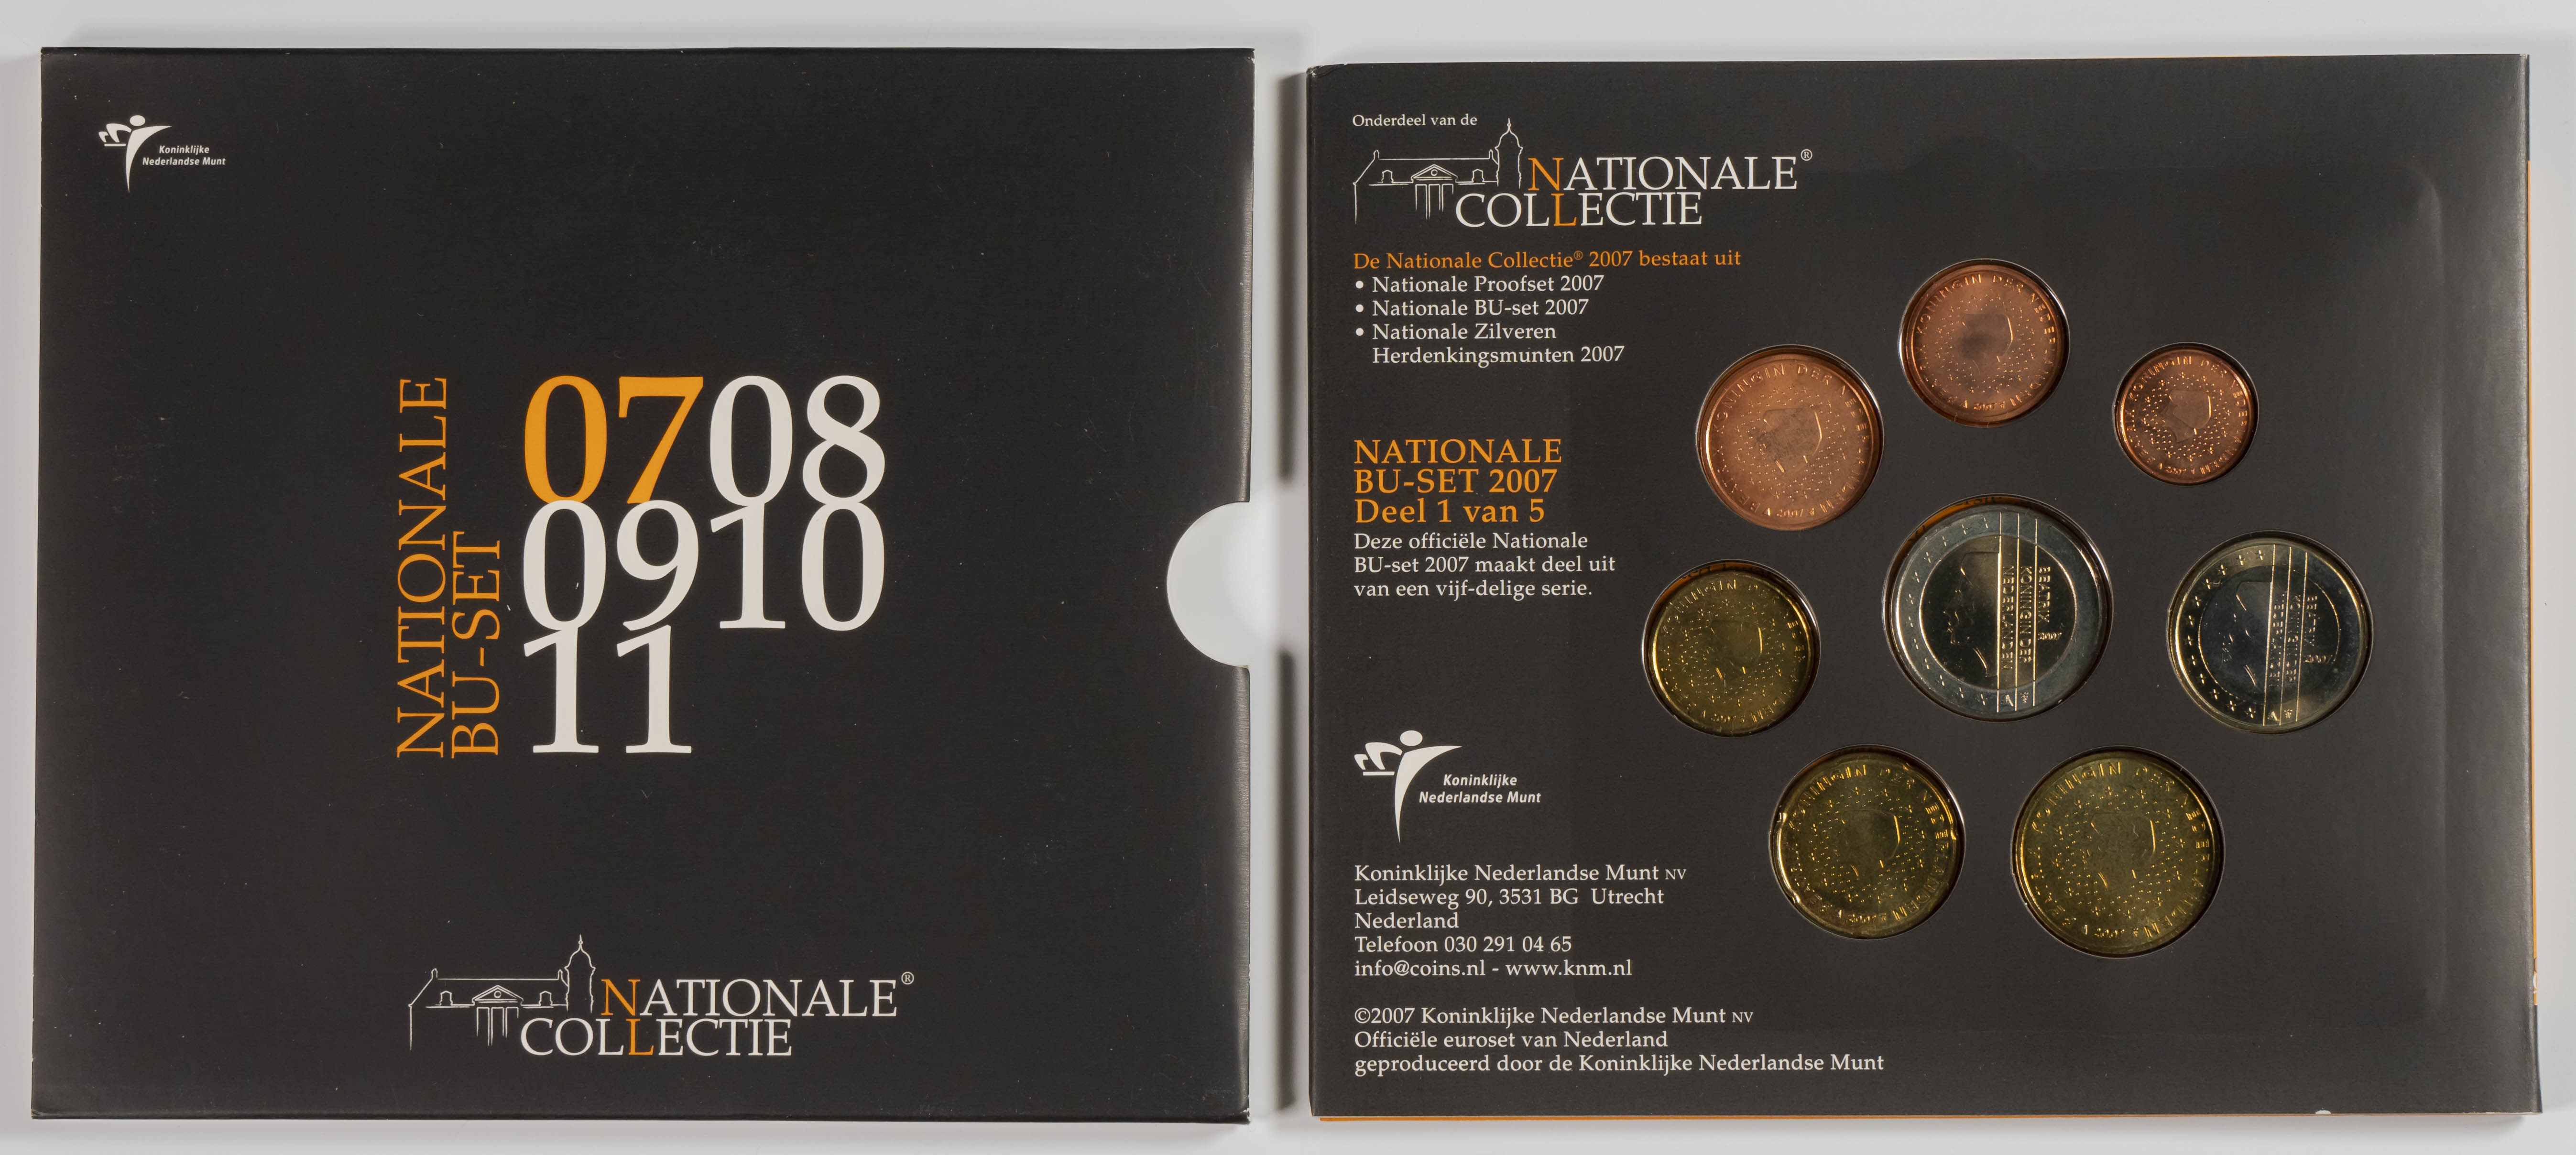 Koninklijke
Nederlandse Munt
NATIONALE
BU-SET
0708
0910
11
NATIONALE®
COLLECTIE
Onderdeel van de
NATIONALE®
COLLECTIE
De Nationale Collectie® 2007 bestaat uit
• Nationale Proofset 2007
• Nationale BU-set 2007
• Nationale Zilveren
Herdenkingsmunten 2007
NATIONALE
BU-SET 2007
Deel 1 van 5
Deze officiële Nationale
BU-set 2007 maakt deel uit
van een vijf-delige serie.
Koninklijke
Nederlandse Munt
Koninklijke Nederlandse Munt NV
Leidseweg 90, 3531 BG Utrecht
Nederland
Telefoon 030 291 04 65
info@coins.nl - www.knm.nl
©2007 Koninklijke Nederlandse Munt NV
Officiële euroset van Nederland
geproduceerd door de Koninklijke Nederlandse Munt